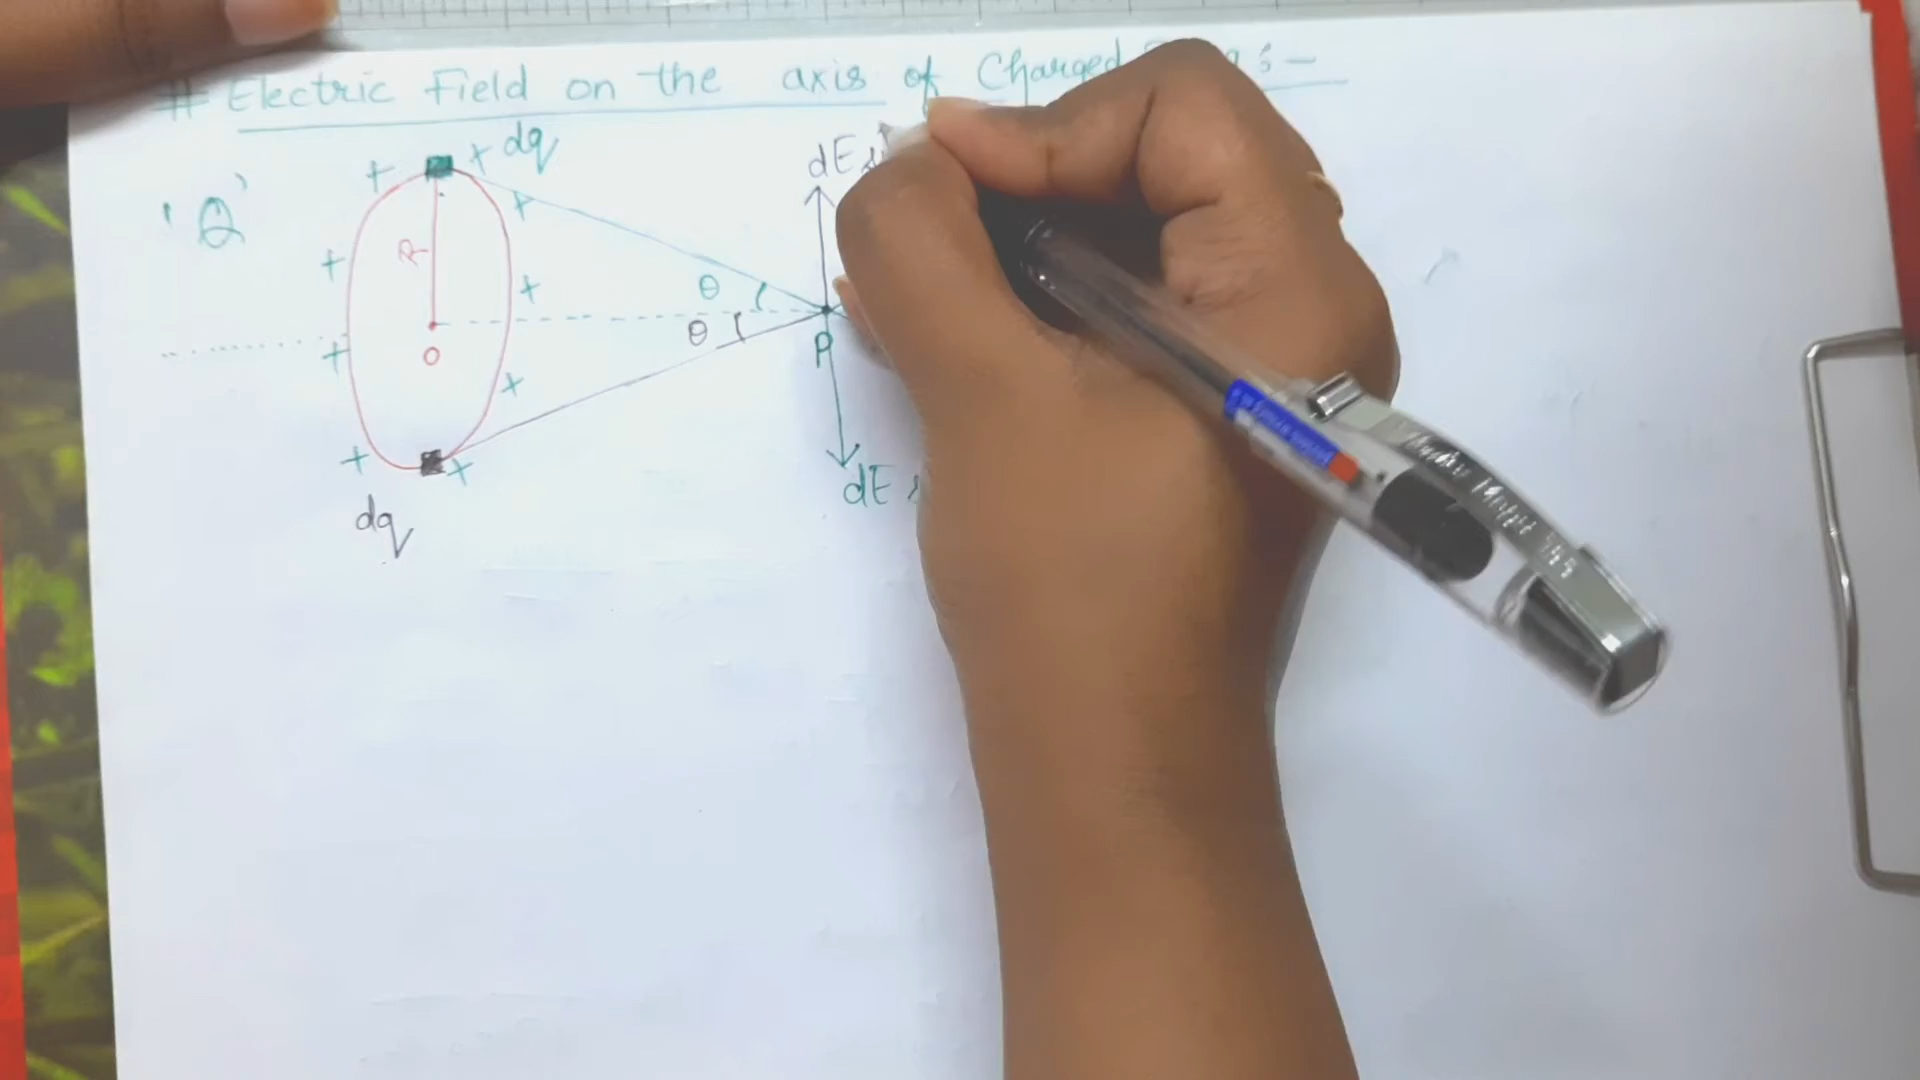 # Electric Field on the axis of Charged
+ + dq
dE
'Q'
+
R
+
+
θ
θ
P
O
+
+
+ +
dE
dq